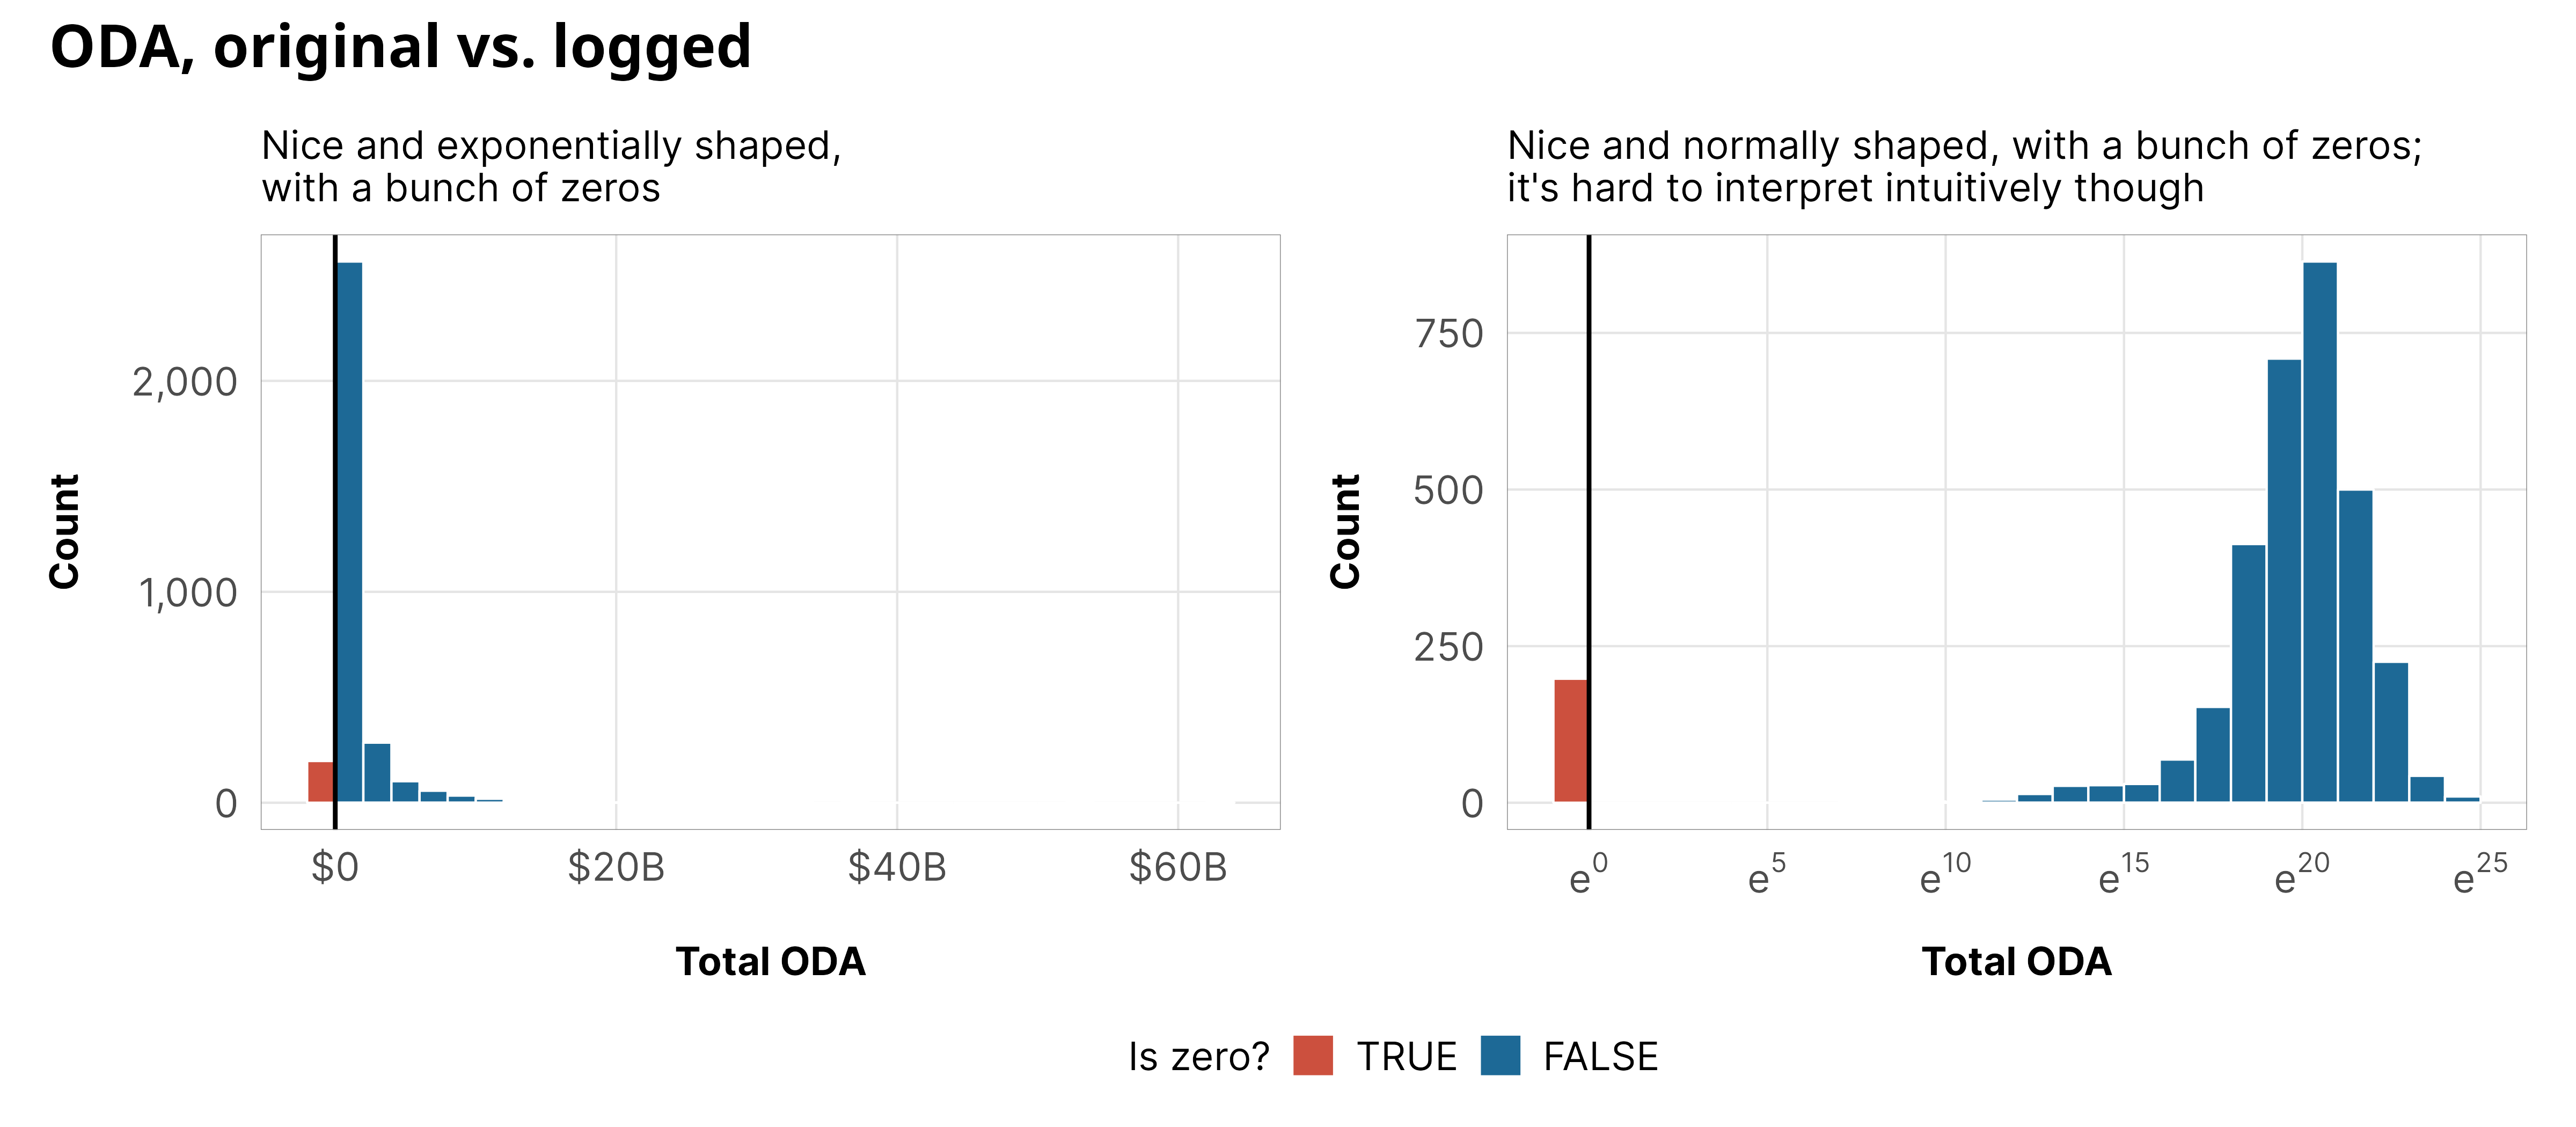 ODA, original vs. logged
Nice and exponentially shaped,
with a bunch of zeros
Count
2,000
1,000
0
$0 $20B $40B $60B
Total ODA
Nice and normally shaped, with a bunch of zeros;
it's hard to interpret intuitively though
Count
750
500
250
0
e⁰ e⁵ e¹⁰ e¹⁵ e²⁰ e²⁵
Total ODA
Is zero? TRUE FALSE